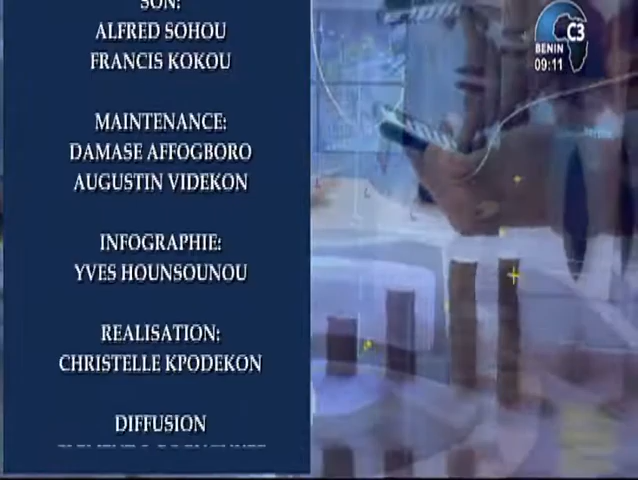 SON:
ALFRED SOHOU
FRANCIS KOKOU
MAINTENANCE:
DAMASE AFFOGBORO
AUGUSTIN VIDEKON
INFOGRAPHIE:
YVES HOUNSOUNOU
REALISATION:
CHRISTELLE KPODEKON
DIFFUSION
C3
BENIN
09:11